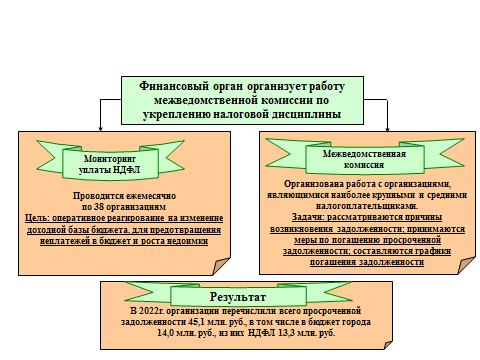 Финансовый орган организует работу
межведомственной комиссии по
укреплению налоговой дисциплины
Мониторинг
уплаты НДФЛ
Проводится ежемесячно
по 38 организациям
Цель: оперативное реагирование на изменение
доходной базы бюджета, для предотвращения
неплатежей в бюджет и роста недоимки
Межведомственная
комиссия
Организована работа с организациями,
являющимися наиболее крупными и средними
налогоплательщиками.
Задачи: рассматриваются причины
возникновения задолженности; принимаются
меры по погашению просроченной
задолженности; составляются графики
погашения задолженности
Результат
В 2022г. организации перечислили всего просроченной
задолженности 45,1 млн. руб., в том числе в бюджет города
14,0 млн. руб., из них НДФЛ 13,3 млн. руб.